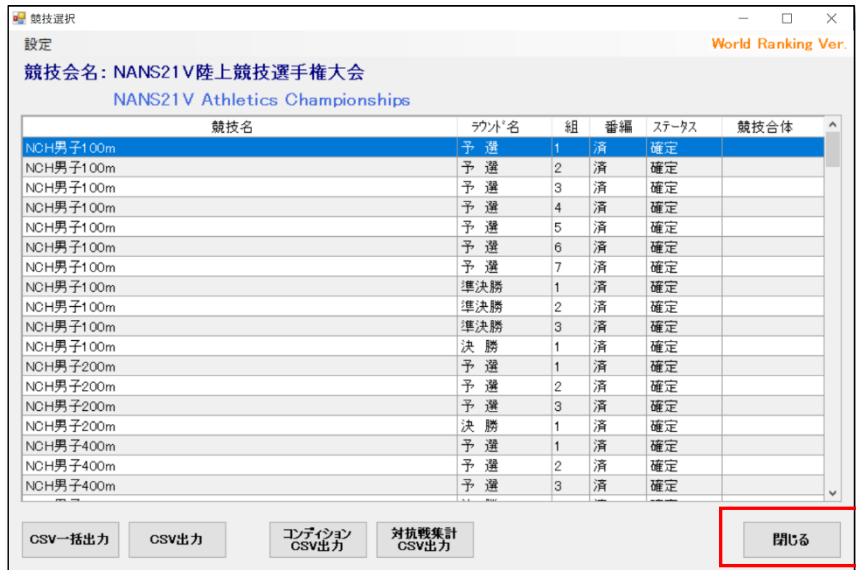 競技選択
設定 World Ranking Ver.
競技会名: NANS21V陸上競技選手権大会
NANS21V Athletics Championships
競技名 ﾗｳﾝﾄﾞ名 組 番編 ｽﾃｰﾀｽ 競技合体
NCH男子100m 予 選 1 済 確定
NCH男子100m 予 選 2 済 確定
NCH男子100m 予 選 3 済 確定
NCH男子100m 予 選 4 済 確定
NCH男子100m 予 選 5 済 確定
NCH男子100m 予 選 6 済 確定
NCH男子100m 予 選 7 済 確定
NCH男子100m 準決勝 1 済 確定
NCH男子100m 準決勝 2 済 確定
NCH男子100m 準決勝 3 済 確定
NCH男子100m 決 勝 1 済 確定
NCH男子200m 予 選 1 済 確定
NCH男子200m 予 選 2 済 確定
NCH男子200m 予 選 3 済 確定
NCH男子200m 決 勝 1 済 確定
NCH男子400m 予 選 1 済 確定
NCH男子400m 予 選 2 済 確定
NCH男子400m 予 選 3 済 確定
CSV一括出力 CSV出力 コンディション CSV出力 対抗戦集計 CSV出力 閉じる